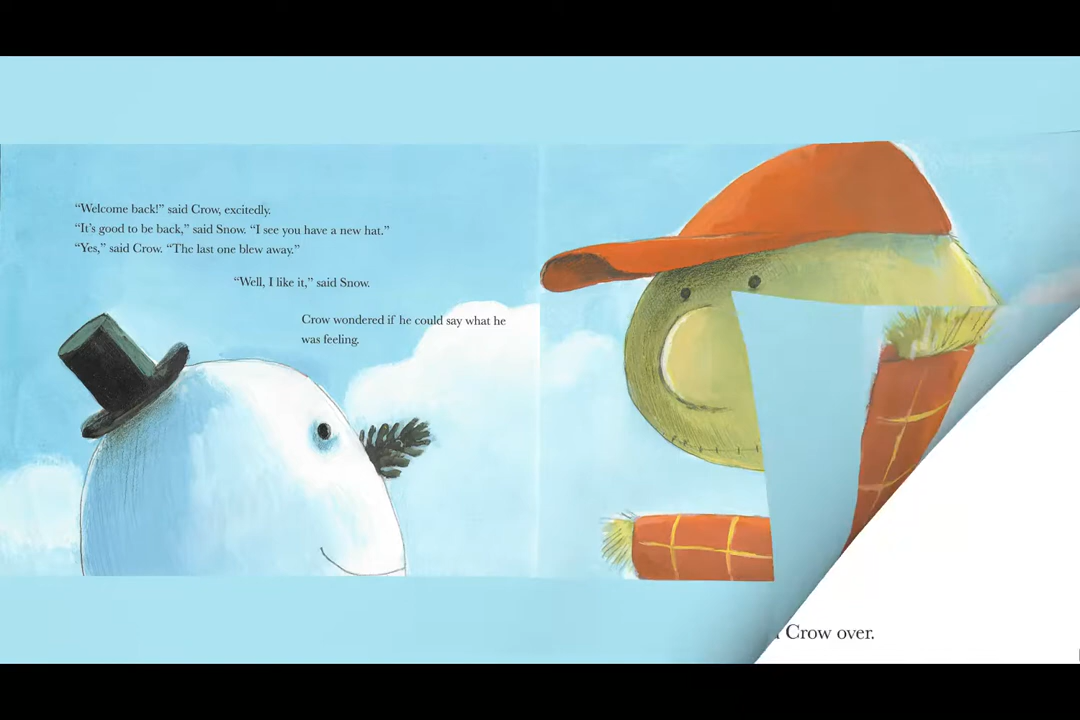 “Welcome back!” said Crow, excitedly.
“It’s good to be back,” said Snow. “I see you have a new hat.”
“Yes,” said Crow. “The last one blew away.”
“Well, I like it,” said Snow.
Crow wondered if he could say what he
was feeling.
Crow over.